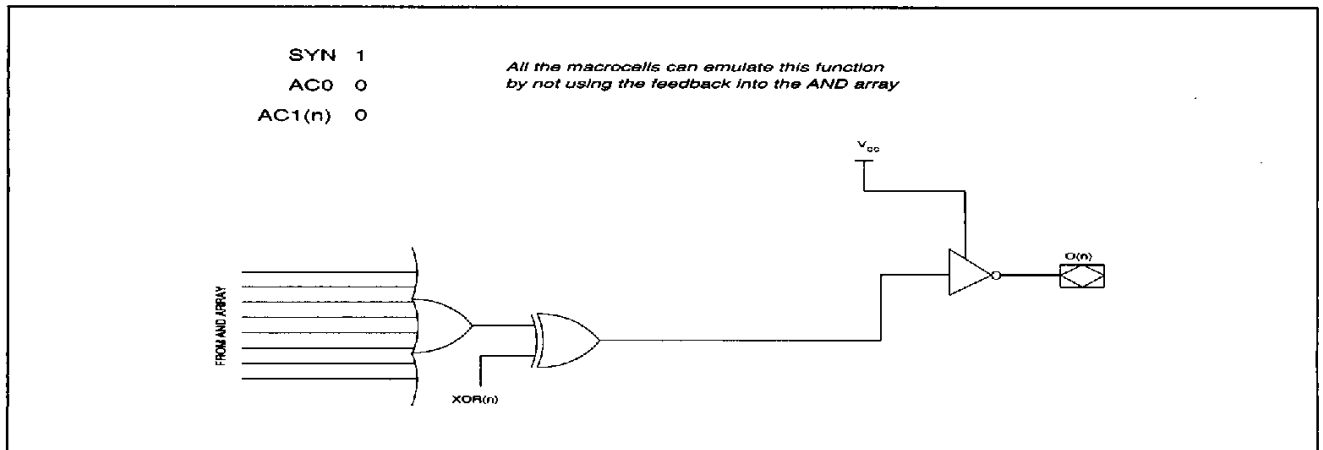 SYN 1
AC0 0
AC1(n) 0
All the macrocells can emulate this function
by not using the feedback into the AND array
VCC
O(n)
FROM AND ARRAY
XOR(n)